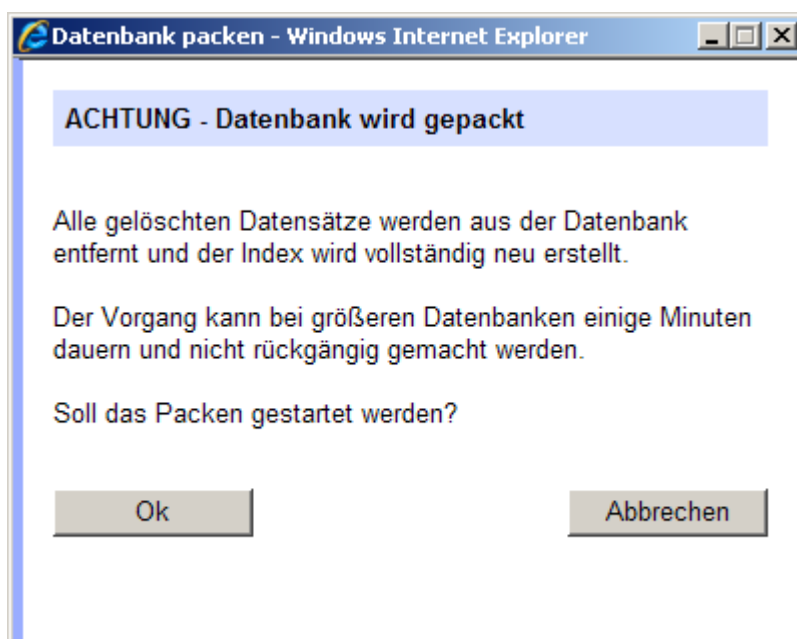 Datenbank packen - Windows Internet Explorer
ACHTUNG - Datenbank wird gepackt
Alle gelöschten Datensätze werden aus der Datenbank
entfernt und der Index wird vollständig neu erstellt.
Der Vorgang kann bei größeren Datenbanken einige Minuten
dauern und nicht rückgängig gemacht werden.
Soll das Packen gestartet werden?
Ok
Abbrechen